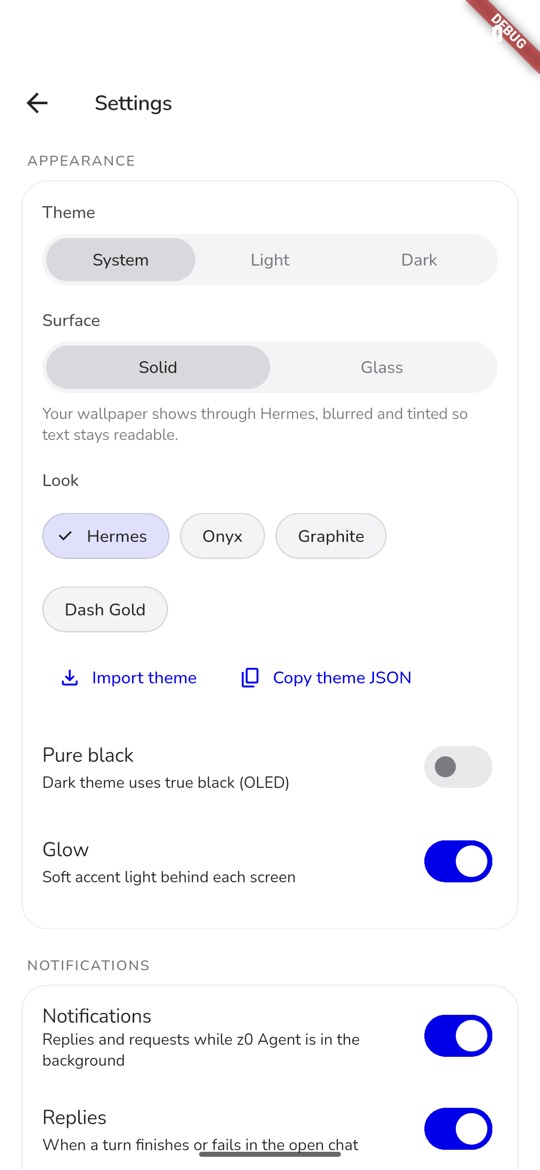 DEBUG
Settings
APPEARANCE
Theme
System Light Dark
Surface
Solid Glass
Your wallpaper shows through Hermes, blurred and tinted so
text stays readable.
Look
Hermes Onyx Graphite
Dash Gold
Import theme Copy theme JSON
Pure black
Dark theme uses true black (OLED)
Glow
Soft accent light behind each screen
NOTIFICATIONS
Notifications
Replies and requests while z0 Agent is in the
background
Replies
When a turn finishes or fails in the open chat